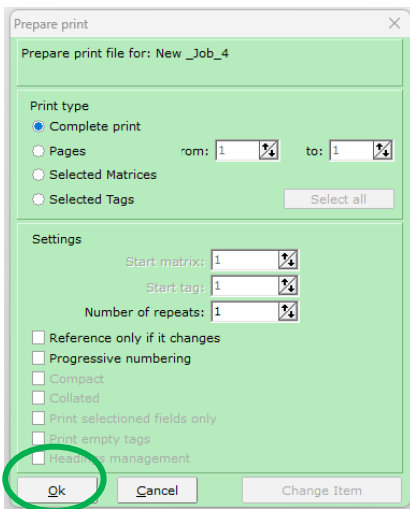 Prepare print
Prepare print file for: New _Job_4
Print type
Complete print
Pages rom: 1 to: 1
Selected Matrices
Selected Tags Select all
Settings
Start matrix: 1
Start tag: 1
Number of repeats: 1
Reference only if it changes
Progressive numbering
Compact
Collated
Print selectioned fields only
Print empty tags
Headings management
Ok Cancel Change Item